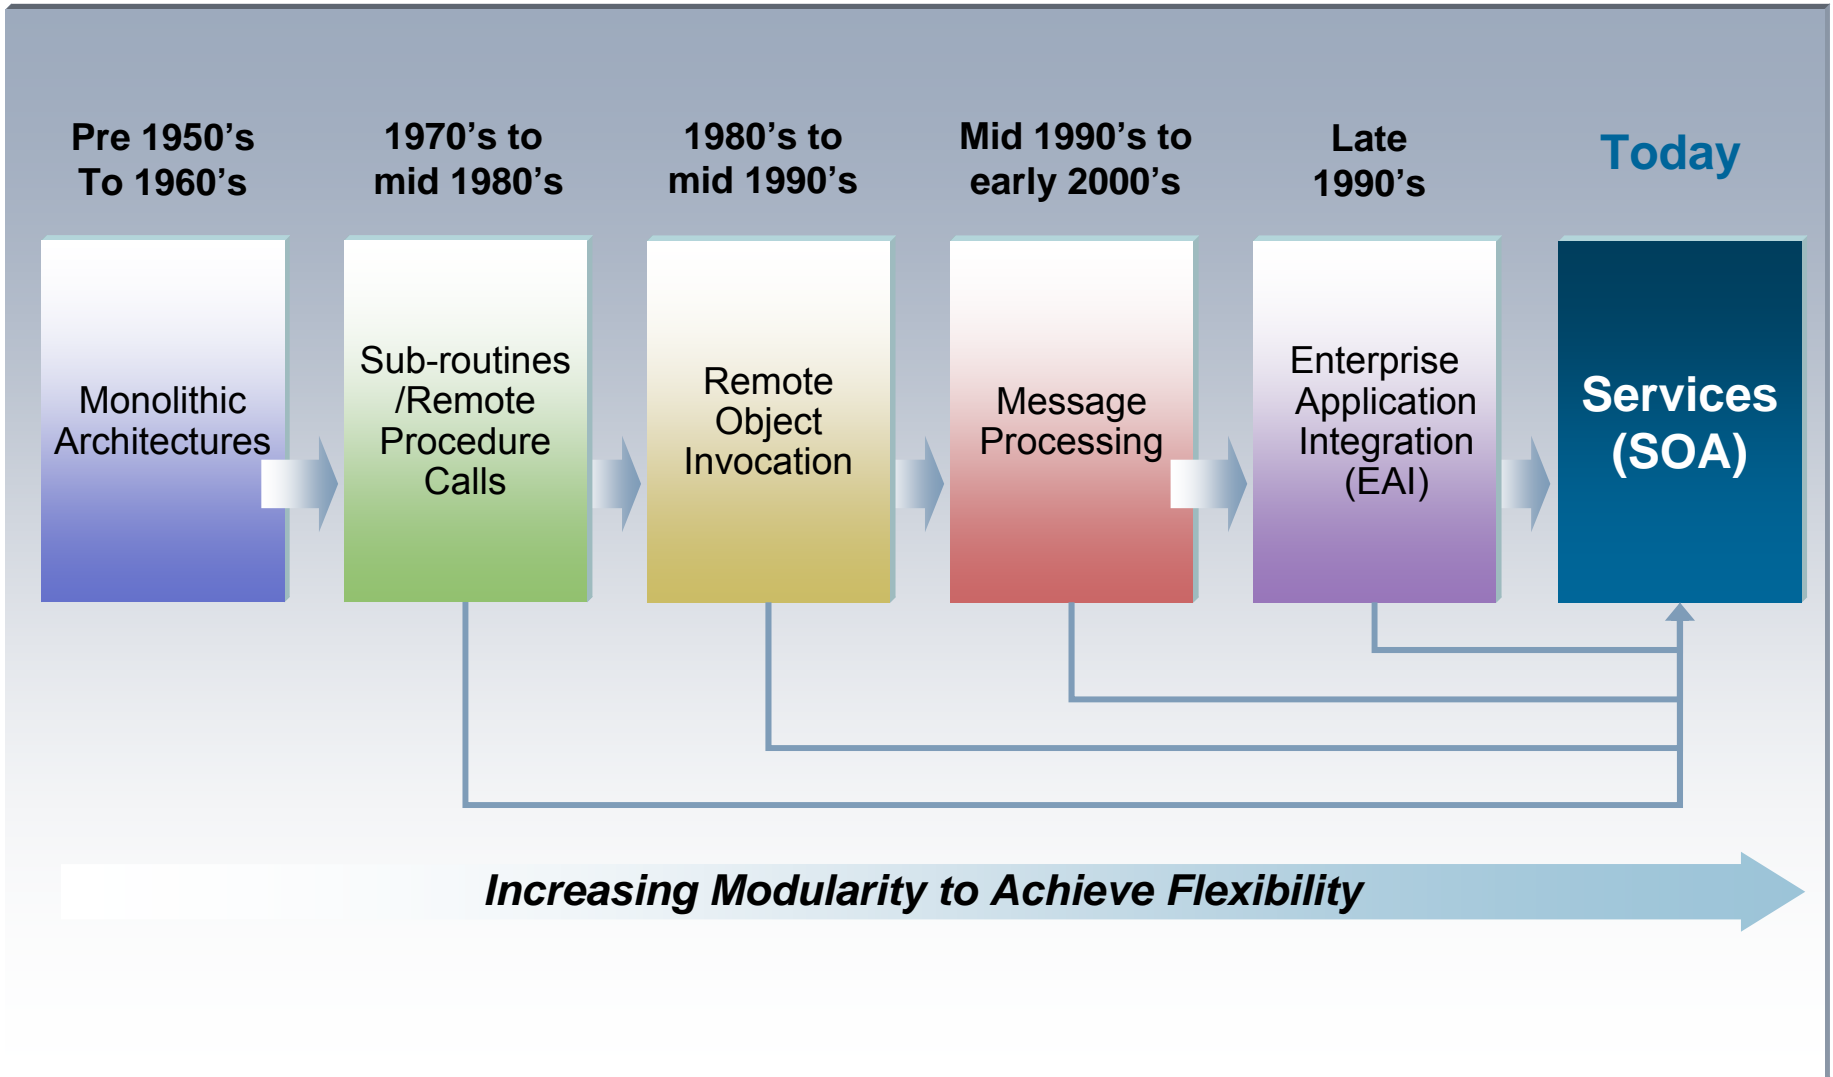 Pre 1950’s
To 1960’s
1970’s to
mid 1980’s
1980’s to
mid 1990’s
Mid 1990’s to
early 2000’s
Late
1990’s
Today
Monolithic
Architectures
Sub-routines
/Remote
Procedure
Calls
Remote
Object
Invocation
Message
Processing
Enterprise
Application
Integration
(EAI)
Services
(SOA)
Increasing Modularity to Achieve Flexibility